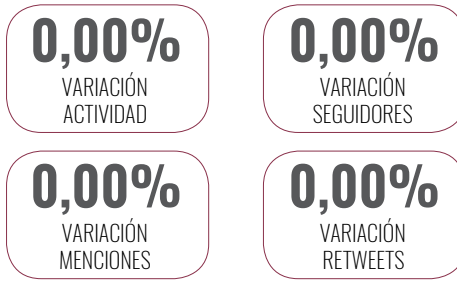 0,00%
VARIACIÓN
ACTIVIDAD
0,00%
VARIACIÓN
SEGUIDORES
0,00%
VARIACIÓN
MENCIONES
0,00%
VARIACIÓN
RETWEETS